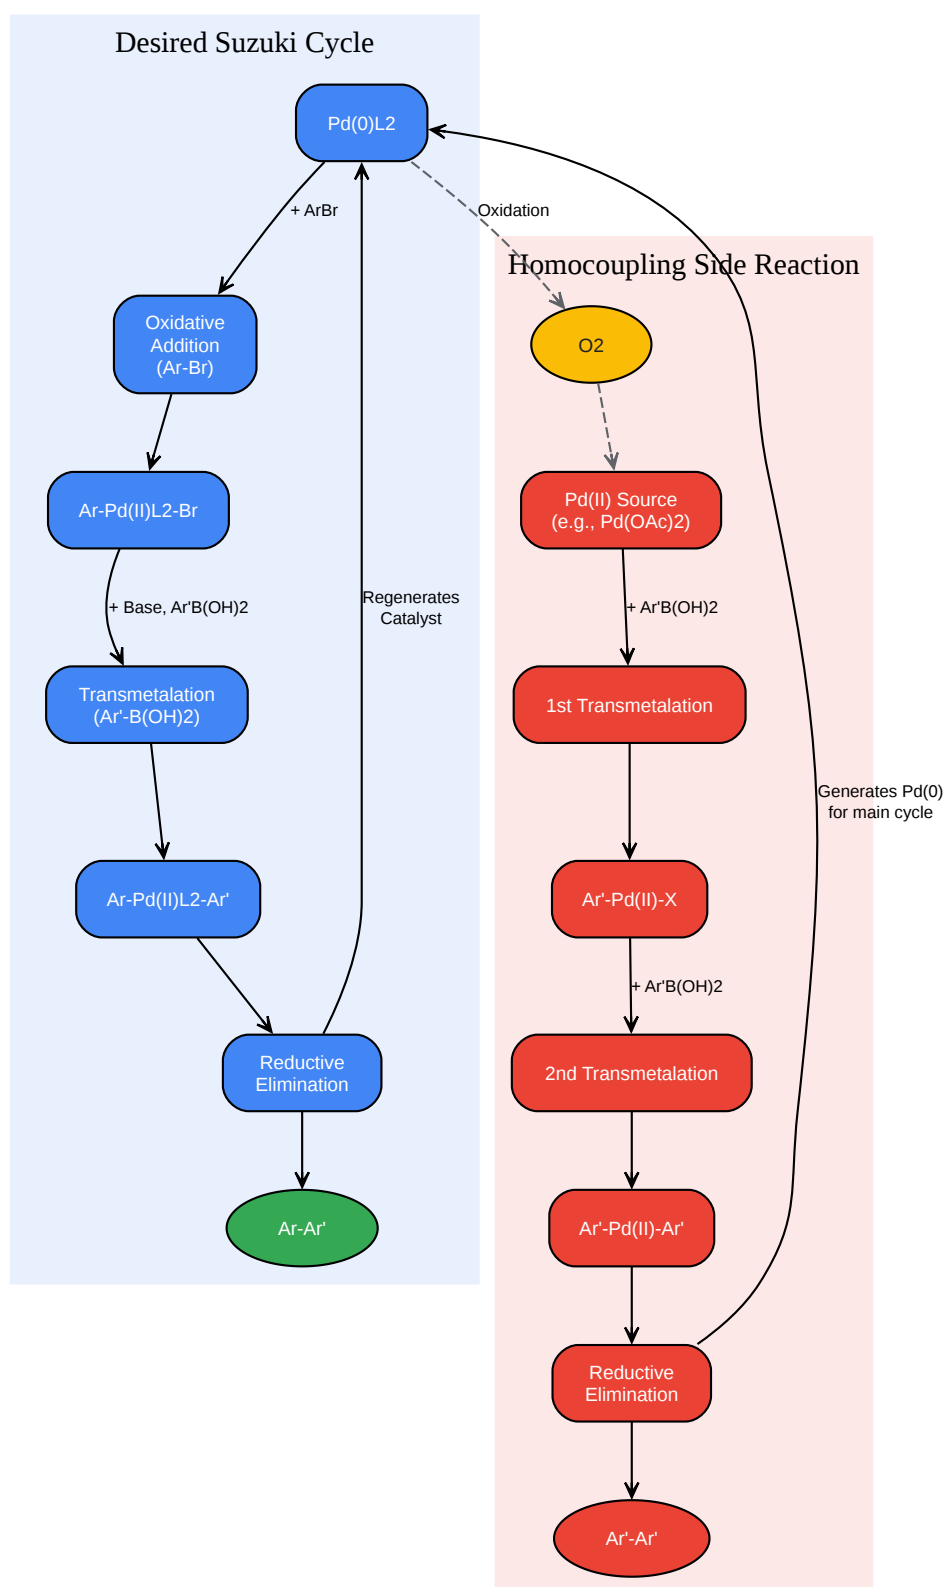 Desired Suzuki Cycle
Pd(0)L2
+ ArBr
Oxidation
Homocoupling Side Reaction
Oxidative
Addition
(Ar-Br)
O2
Ar-Pd(II)L2-Br
Pd(II) Source
(e.g., Pd(OAc)2)
+ Base, Ar'B(OH)2
Regenerates
Catalyst
+ Ar'B(OH)2
Transmetalation
(Ar'-B(OH)2)
1st Transmetalation
Generates Pd(0)
for main cycle
Ar-Pd(II)L2-Ar'
Ar'-Pd(II)-X
+ Ar'B(OH)2
Reductive
Elimination
2nd Transmetalation
Ar-Ar'
Ar'-Pd(II)-Ar'
Reductive
Elimination
Ar'-Ar'